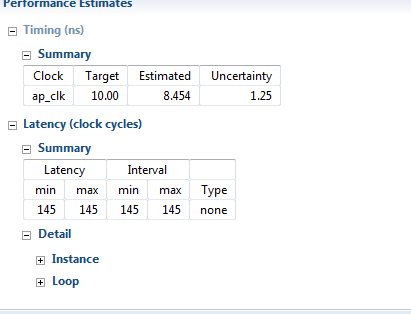 Performance Estimates
Timing (ns)
Summary
Clock Target Estimated Uncertainty
ap_clk 10.00 8.454 1.25
Latency (clock cycles)
Summary
Latency Interval
min max min max Type
145 145 145 145 none
Detail
Instance
Loop